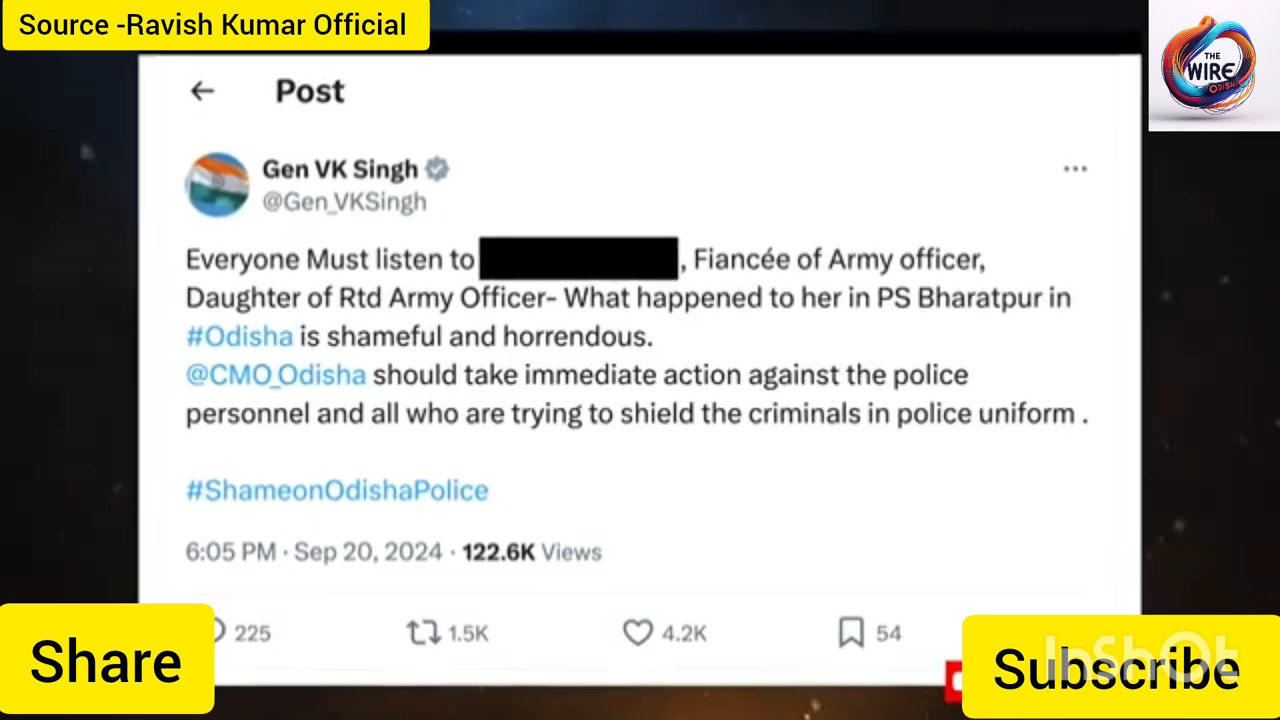 Source -Ravish Kumar Official
THE
WIRE
ODISHA
Post
Gen VK Singh
@Gen_VKSingh
Everyone Must listen to , Fiancée of Army officer,
Daughter of Rtd Army Officer- What happened to her in PS Bharatpur in
#Odisha is shameful and horrendous.
@CMO_Odisha should take immediate action against the police
personnel and all who are trying to shield the criminals in police uniform .
#ShameonOdishaPolice
6:05 PM · Sep 20, 2024 · 122.6K Views
225 1.5K 4.2K 54
Share
Subscribe
InShOt